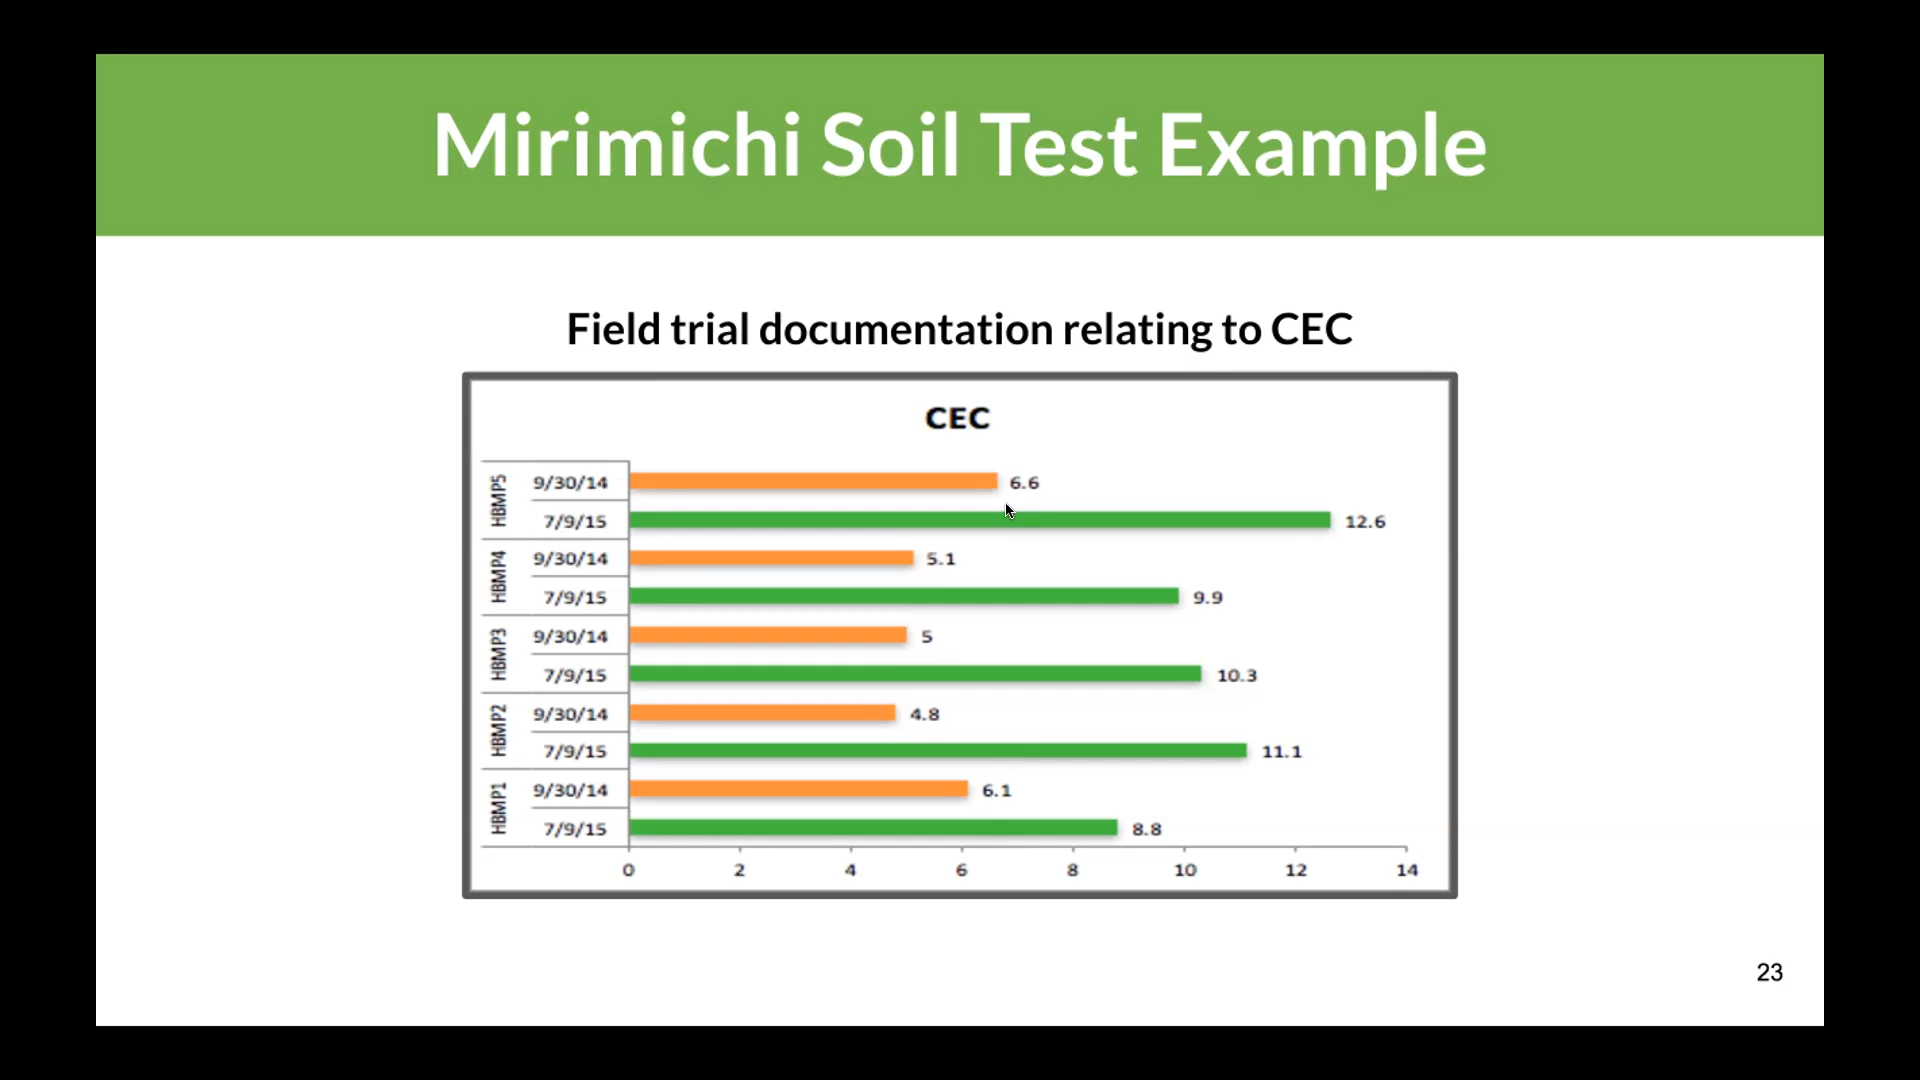 Mirimichi Soil Test Example
Field trial documentation relating to CEC
CEC
HBMP5
9/30/14 6.6
7/9/15 12.6
HBMP4
9/30/14 5.1
7/9/15 9.9
HBMP3
9/30/14 5
7/9/15 10.3
HBMP2
9/30/14 4.8
7/9/15 11.1
HBMP1
9/30/14 6.1
7/9/15 8.8
0 2 4 6 8 10 12 14
23